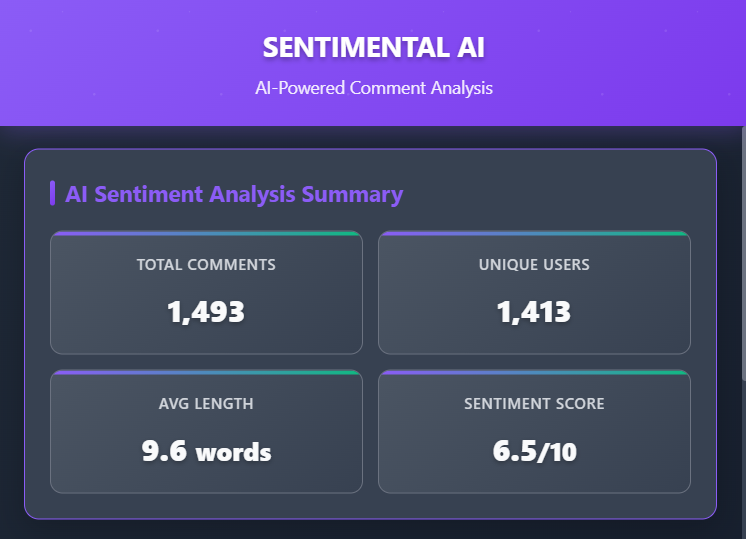 SENTIMENTAL AI
AI-Powered Comment Analysis
AI Sentiment Analysis Summary
TOTAL COMMENTS
1,493
UNIQUE USERS
1,413
AVG LENGTH
9.6 words
SENTIMENT SCORE
6.5/10